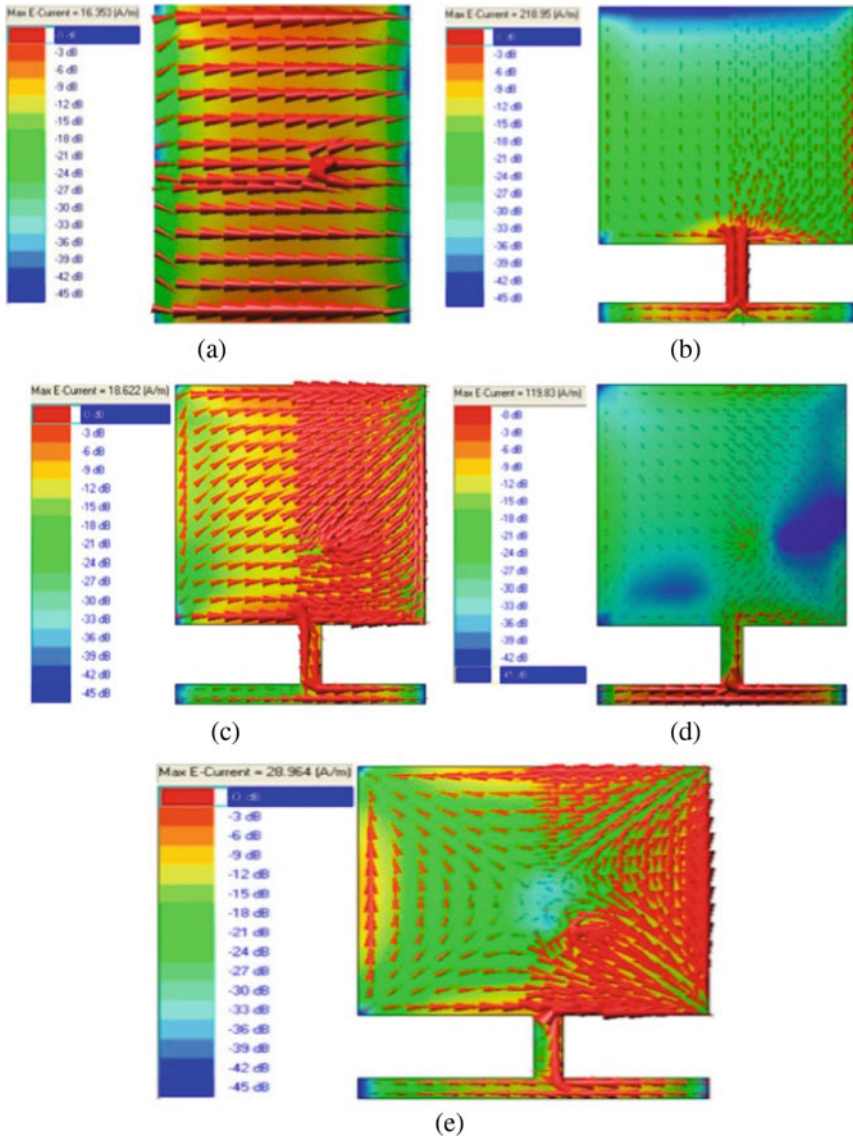 Max E-Current = 16.353 (A/m)
0 dB
-3 dB
-6 dB
-9 dB
-12 dB
-15 dB
-18 dB
-21 dB
-24 dB
-27 dB
-30 dB
-33 dB
-36 dB
-39 dB
-42 dB
-45 dB
(a)
Max E-Current = 218.95 (A/m)
0 dB
-3 dB
-6 dB
-9 dB
-12 dB
-15 dB
-18 dB
-21 dB
-24 dB
-27 dB
-30 dB
-33 dB
-36 dB
-39 dB
-42 dB
-45 dB
(b)
Max E-Current = 18.622 (A/m)
0 dB
-3 dB
-6 dB
-9 dB
-12 dB
-15 dB
-18 dB
-21 dB
-24 dB
-27 dB
-30 dB
-33 dB
-36 dB
-39 dB
-42 dB
-45 dB
(c)
Max E-Current = 119.83 (A/m)
-0 dB
-3 dB
-6 dB
-9 dB
-12 dB
-15 dB
-18 dB
-21 dB
-24 dB
-27 dB
-30 dB
-33 dB
-36 dB
-39 dB
-42 dB
-45 dB
(d)
Max E-Current = 28.964 (A/m)
0 dB
-3 dB
-6 dB
-9 dB
-12 dB
-15 dB
-18 dB
-21 dB
-24 dB
-27 dB
-30 dB
-33 dB
-36 dB
-39 dB
-42 dB
-45 dB
(e)